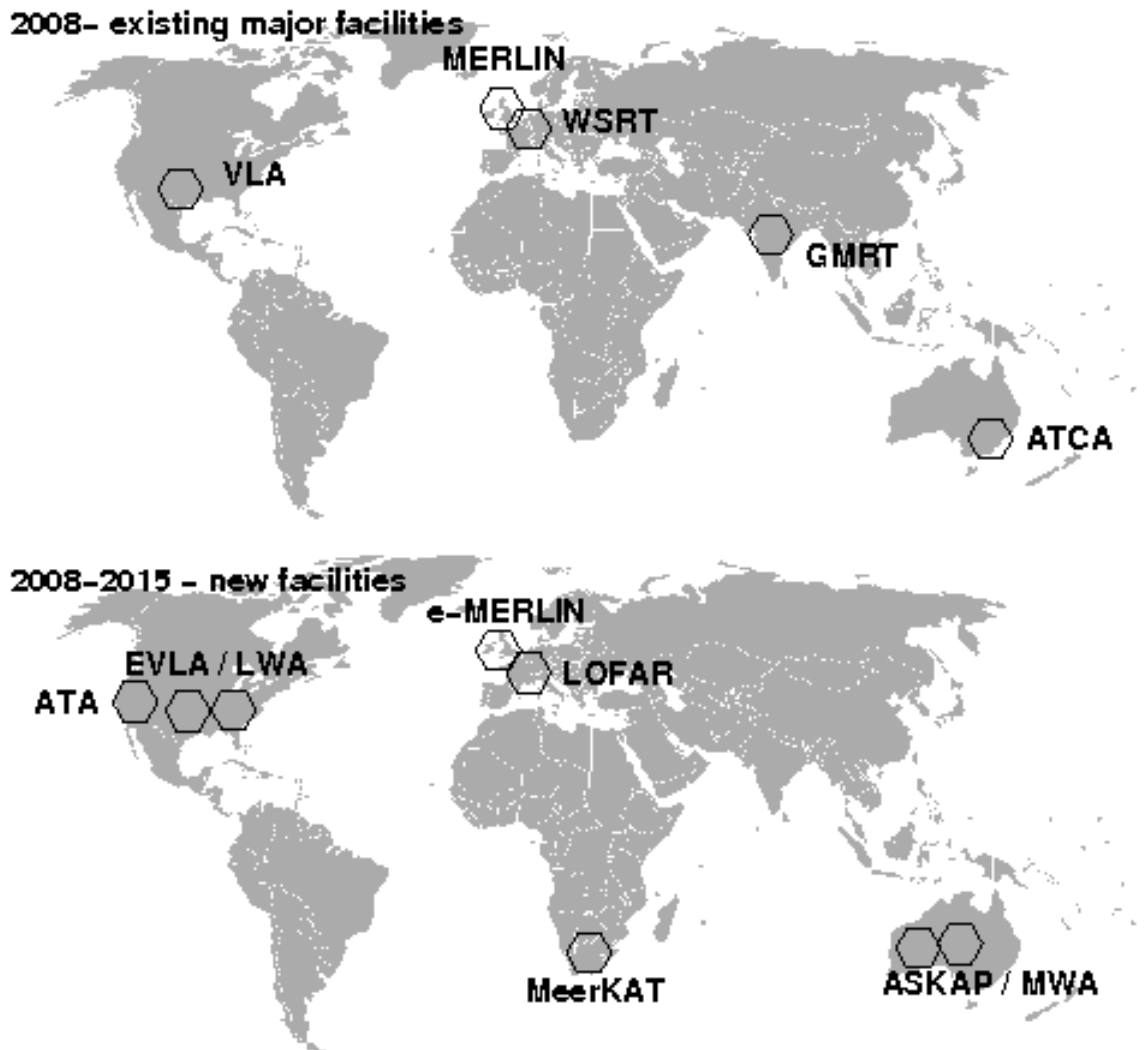 2008– existing major facilities
MERLIN
WSRT
VLA
GMRT
ATCA
2008–2015 – new facilities
e–MERLIN
EVLA / LWA
LOFAR
ATA
MeerKAT
ASKAP / MWA